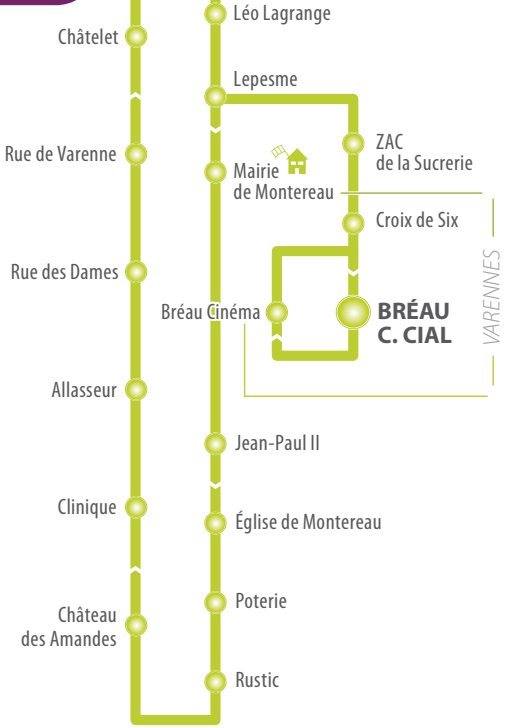 Léo Lagrange
Châtelet
Lepesme
ZAC
de la Sucrerie
Rue de Varenne
Mairie
de Montereau
Croix de Six
Rue des Dames
VARENNES
Bréau Cinéma
BRÉAU
C. CIAL
Allasseur
Jean-Paul II
Clinique
Église de Montereau
Poterie
Château
des Amandes
Rustic